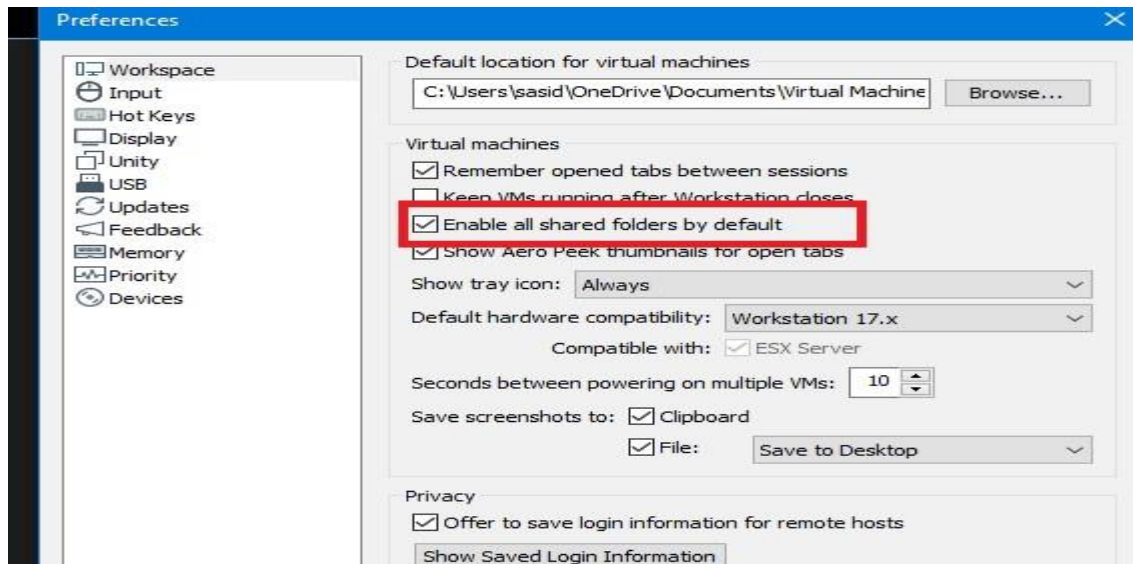 Preferences
Workspace
Input
Hot Keys
Display
Unity
USB
Updates
Feedback
Memory
Priority
Devices
Default location for virtual machines
C:\Users\sasid\OneDrive\Documents\Virtual Machine
Browse...
Virtual machines
Remember opened tabs between sessions
Keep VMs running after Workstation closes
Enable all shared folders by default
Show Aero Peek thumbnails for open tabs
Show tray icon: Always
Default hardware compatibility: Workstation 17.x
Compatible with: ESX Server
Seconds between powering on multiple VMs: 10
Save screenshots to: Clipboard
File: Save to Desktop
Privacy
Offer to save login information for remote hosts
Show Saved Login Information